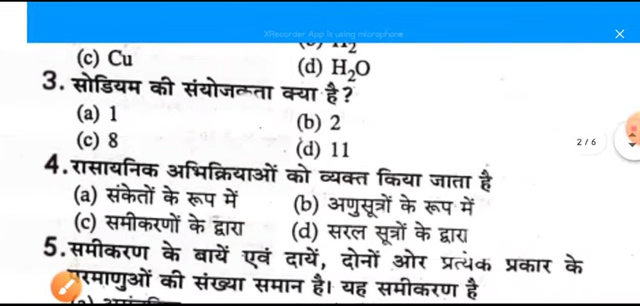 XRecorder App is using microphone
(c) Cu
(d) H₂O
3. सोडियम की संयोजकता क्या है?
(a) 1 (b) 2
(c) 8 (d) 11
2 / 6
4. रासायनिक अभिक्रियाओं को व्यक्त किया जाता है
(a) संकेतों के रूप में (b) अणुसूत्रों के रूप में
(c) समीकरणों के द्वारा (d) सरल सूत्रों के द्वारा
5. समीकरण के बायें एवं दायें, दोनों ओर प्रत्येक प्रकार के
परमाणुओं की संख्या समान है। यह समीकरण है